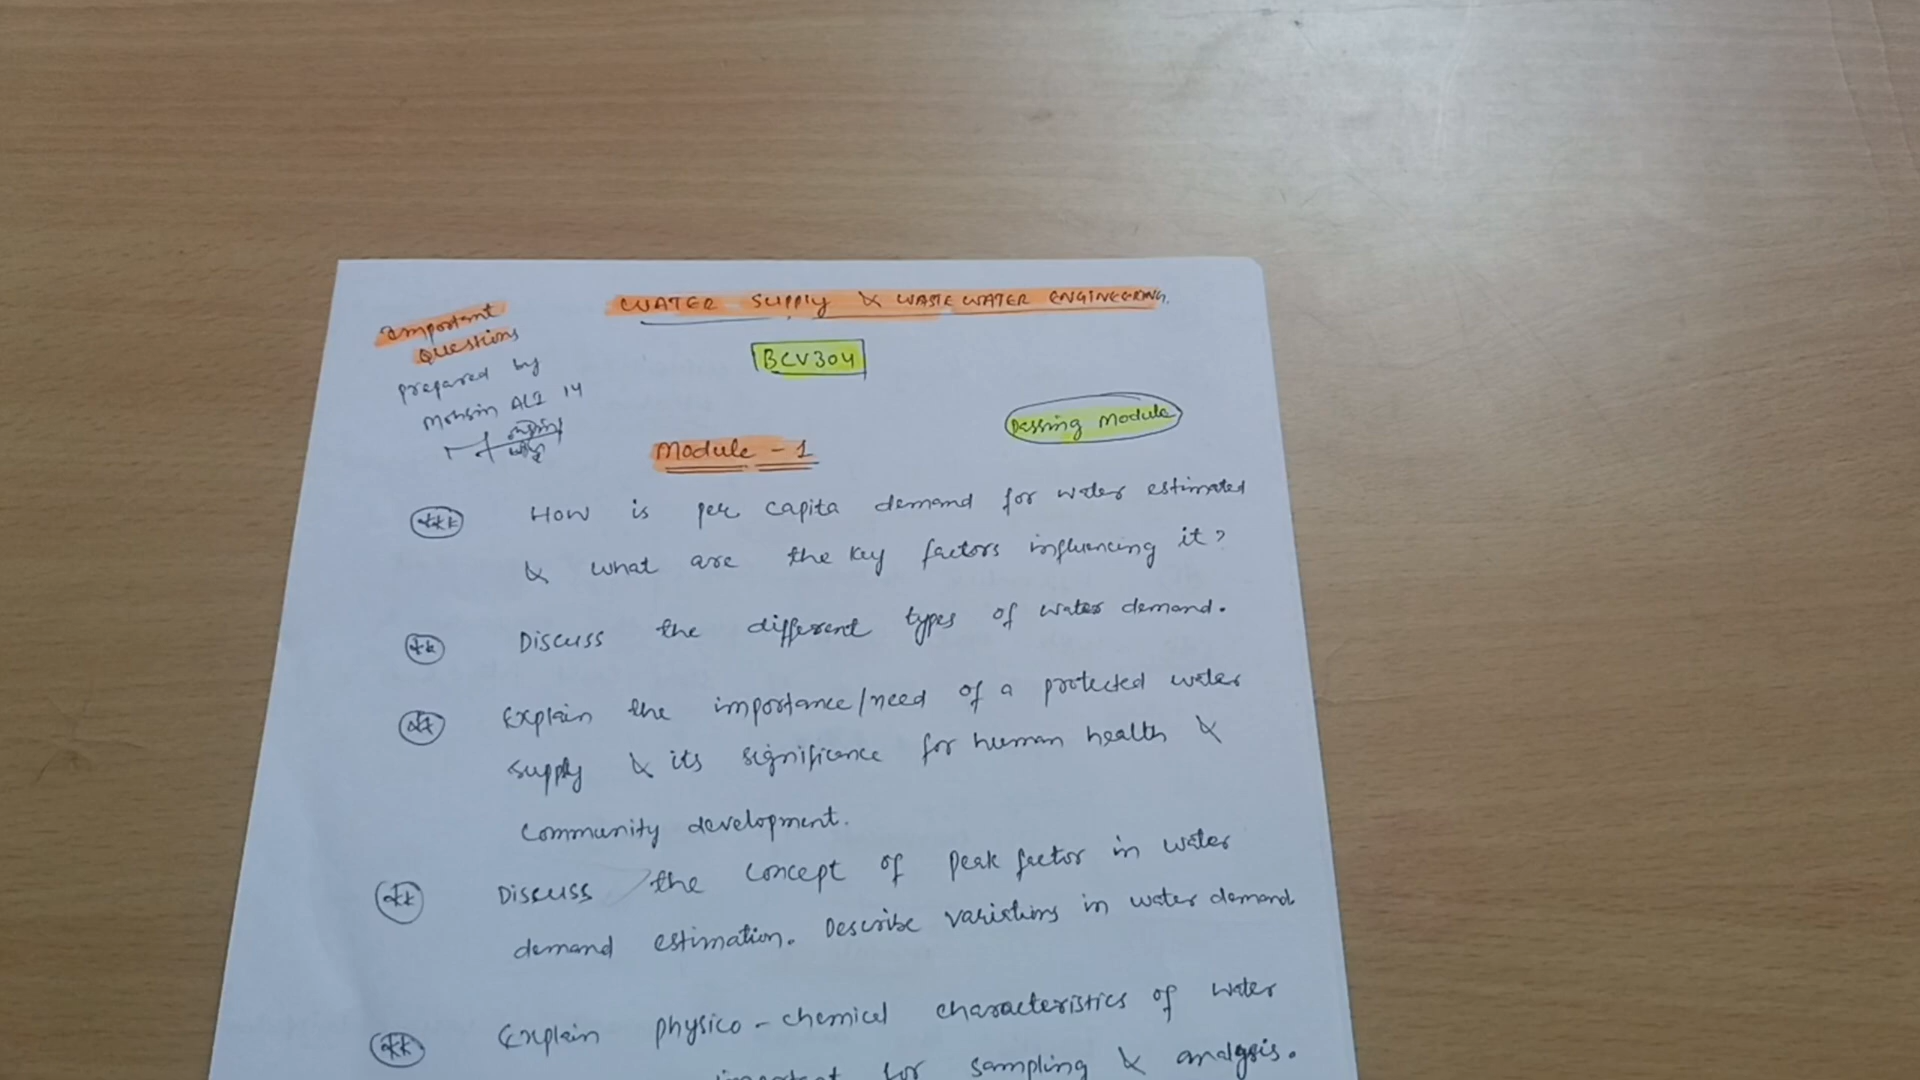 WATER Supply & WASTE WATER ENGINEERING.
Important
Questions
prepared by
Mohsin ALI 14
BCV304
Passing Module
Module - 1
*** How is per capita demand for water estimated
& what are the key factors influencing it?
** Discuss the different types of water demand.
** Explain the importance/need of a protected water
supply & its significance for human health &
Community development.
** Discuss the concept of Peak factor in water
demand estimation. Describe variations in water demand
** Explain physico-chemical characteristics of water
important for sampling & analysis.